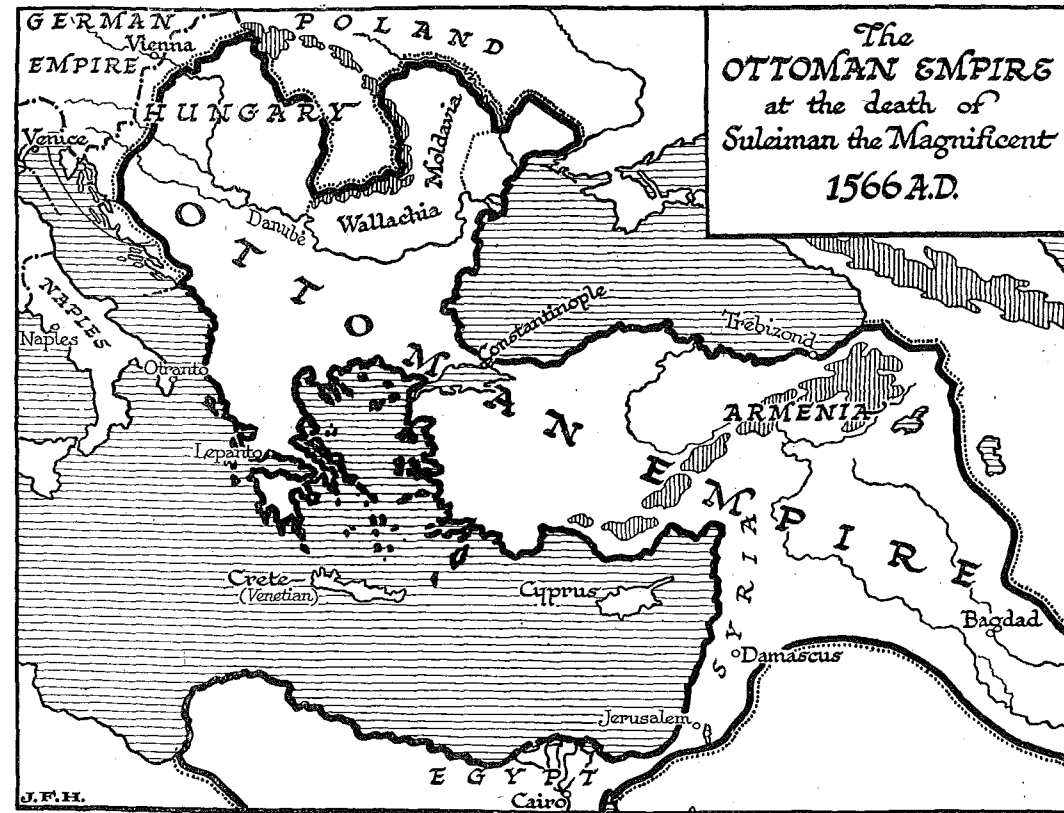 The
OTTOMAN EMPIRE
at the death of
Suleiman the Magnificent
1566 A.D.
GERMAN
EMPIRE
POLAND
Vienna
HUNGARY
Venice
Moldavia
Wallachia
Danube
OTTOMAN EMPIRE
NAPLES
Naples
Otranto
Constantinople
Trebizond
ARMENIA
Lepanto
Crete
(Venetian)
Cyprus
SYRIA
Bagdad
Damascus
Jerusalem
EGYPT
Cairo
J.F.H.